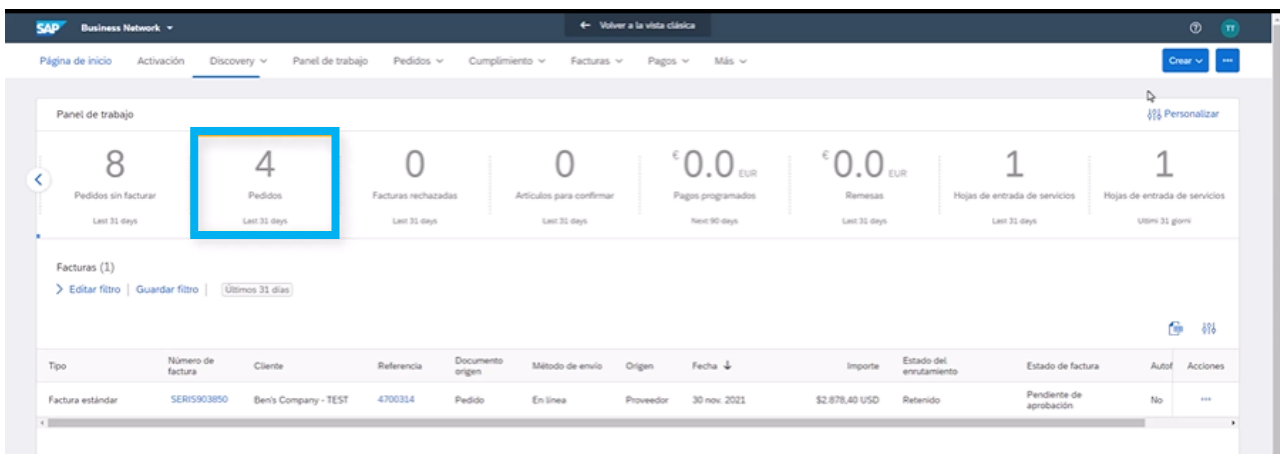 SAP Business Network
← Volver a la vista clásica
TT
Página de inicio Activación Discovery Panel de trabajo Pedidos Cumplimiento Facturas Pagos Más
Crear
Panel de trabajo
Personalizar
8
Pedidos sin facturar
Last 31 days
4
Pedidos
Last 31 days
0
Facturas rechazadas
Last 31 days
0
Artículos para confirmar
Last 31 days
€ 0.0 EUR
Pagos programados
Next 90 days
€ 0.0 EUR
Remesas
Last 31 days
1
Hojas de entrada de servicios
Last 31 days
1
Hojas de entrada de servicios
Ultimi 31 giorni
Facturas (1)
Editar filtro | Guardar filtro | Últimos 31 días
Tipo
Número de
factura
Cliente
Referencia
Documento
origen
Método de envío
Origen
Fecha ↓
Importe
Estado del
enrutamiento
Estado de factura
Autof
Acciones
Factura estándar
SERIS903850
Ben's Company - TEST
4700314
Pedido
En línea
Proveedor
30 nov. 2021
$2.878,40 USD
Retenido
Pendiente de
aprobación
No